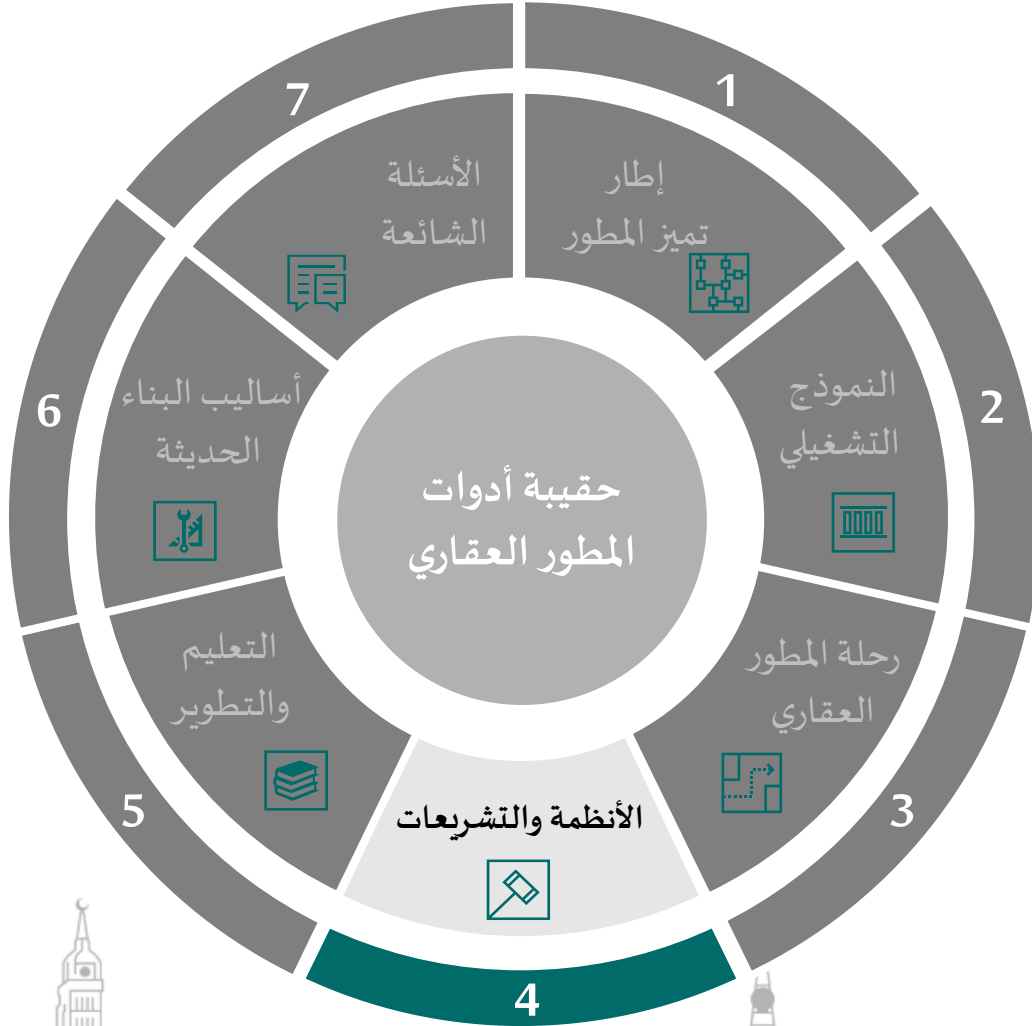 حقيبة أدوات
المطور العقاري
1
إطار
تميز المطور
2
النموذج
التشغيلي
3
رحلة المطور
العقاري
4
الأنظمة والتشريعات
5
التعليم
والتطوير
6
أساليب البناء
الحديثة
7
الأسئلة
الشائعة